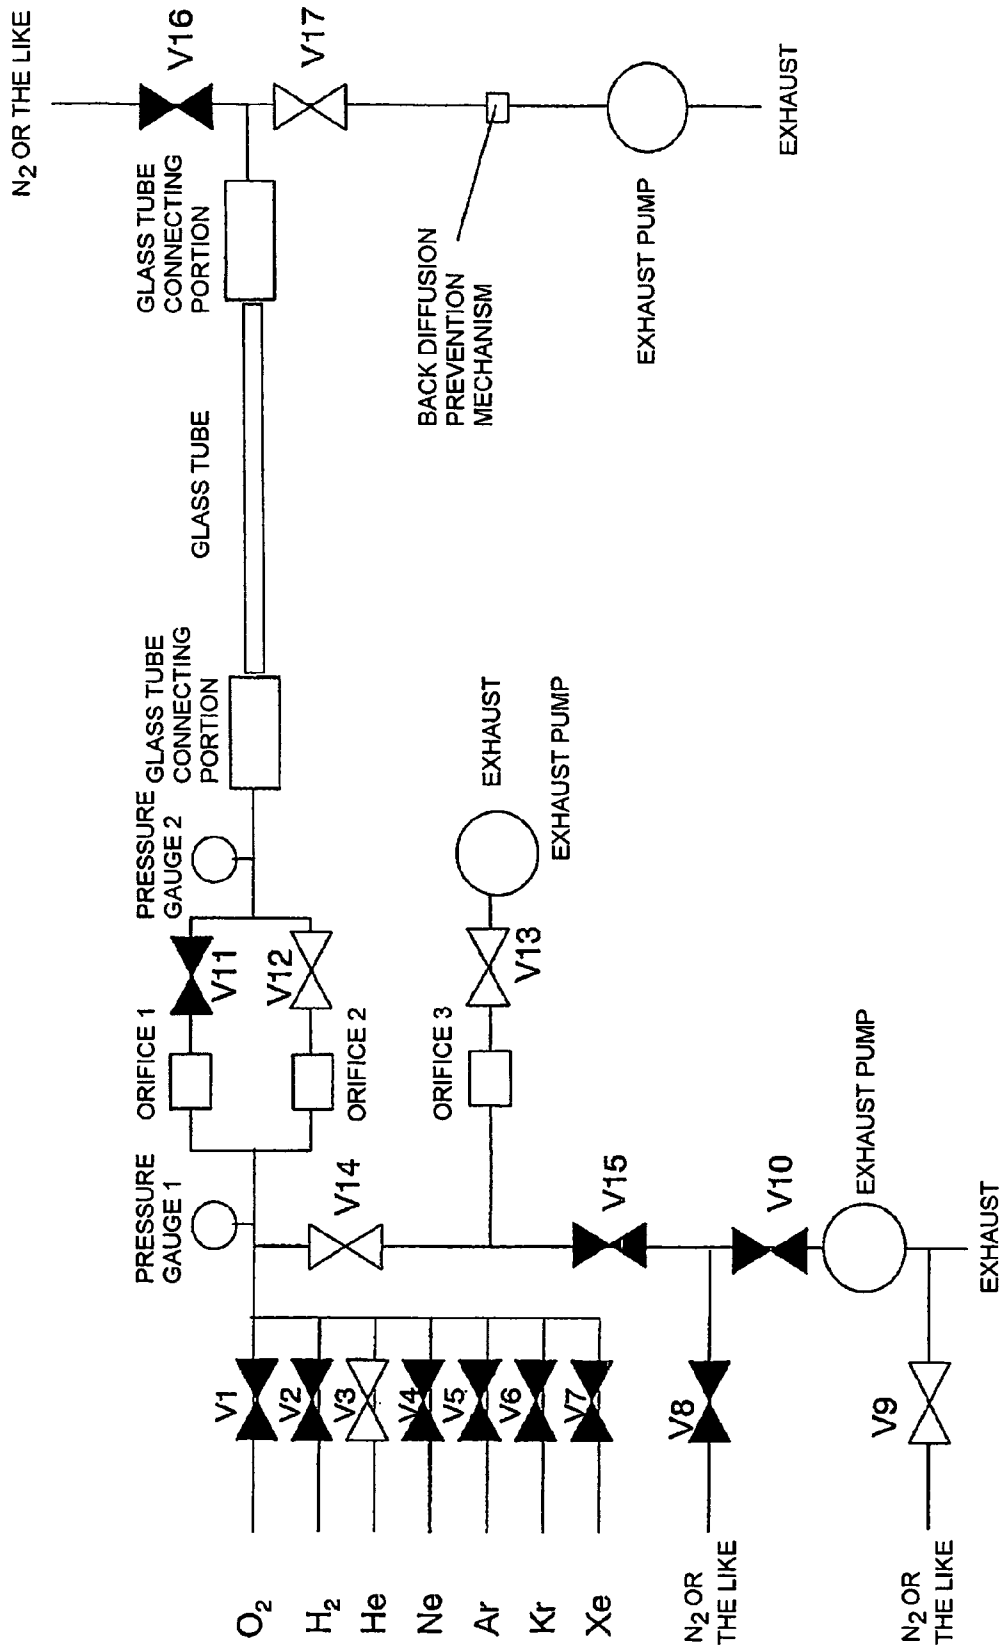 O2
H2
He
Ne
Ar
Kr
Xe
N2 OR
THE LIKE
N2 OR
THE LIKE
V1
V2
V3
V4
V5
V6
V7
V8
V9
PRESSURE
GAUGE 1
V14
V15
V10
EXHAUST PUMP
EXHAUST
ORIFICE 1
ORIFICE 2
ORIFICE 3
V11
V12
V13
PRESSURE
GAUGE 2
EXHAUST
EXHAUST PUMP
GLASS TUBE
CONNECTING
PORTION
GLASS TUBE
GLASS TUBE
CONNECTING
PORTION
BACK DIFFUSION
PREVENTION
MECHANISM
EXHAUST PUMP
EXHAUST
N2 OR THE LIKE
V16
V17